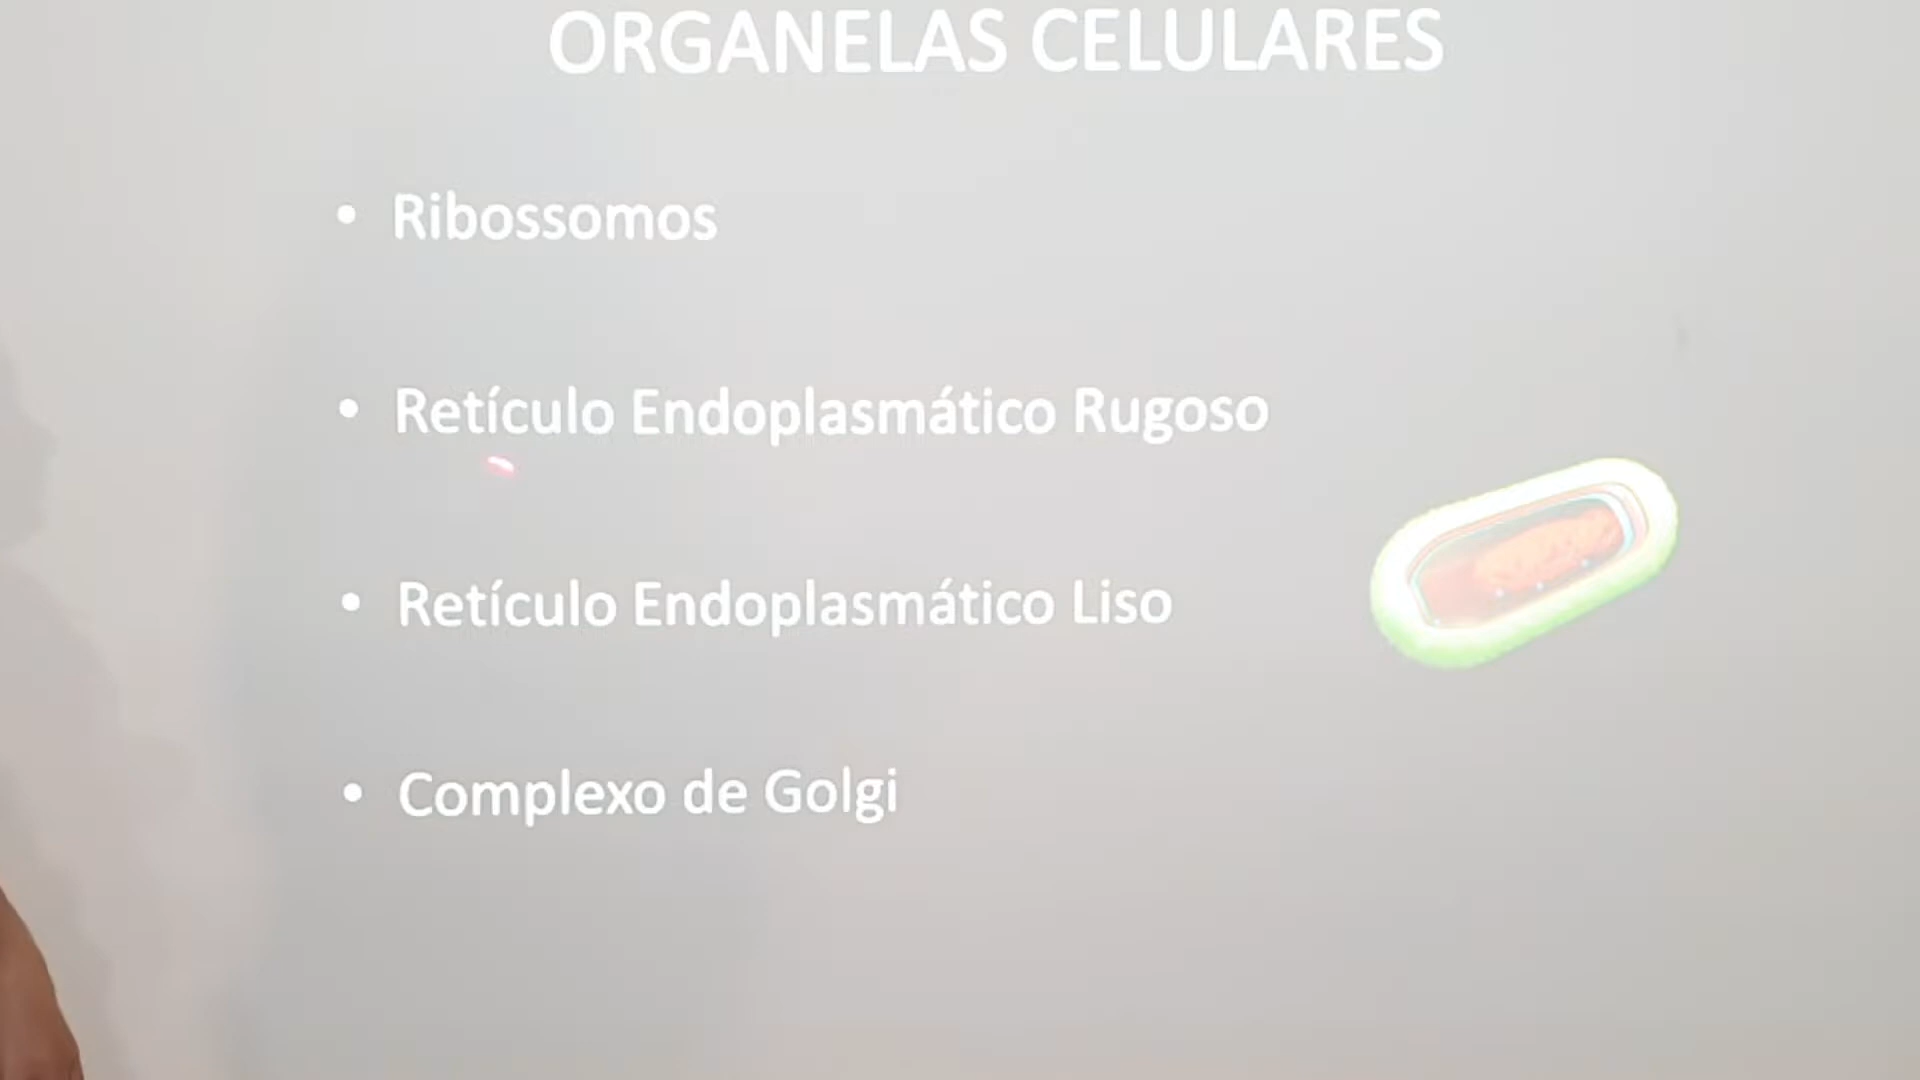 ORGANELAS CELULARES
• Ribossomos
• Retículo Endoplasmático Rugoso
• Retículo Endoplasmático Liso
• Complexo de Golgi